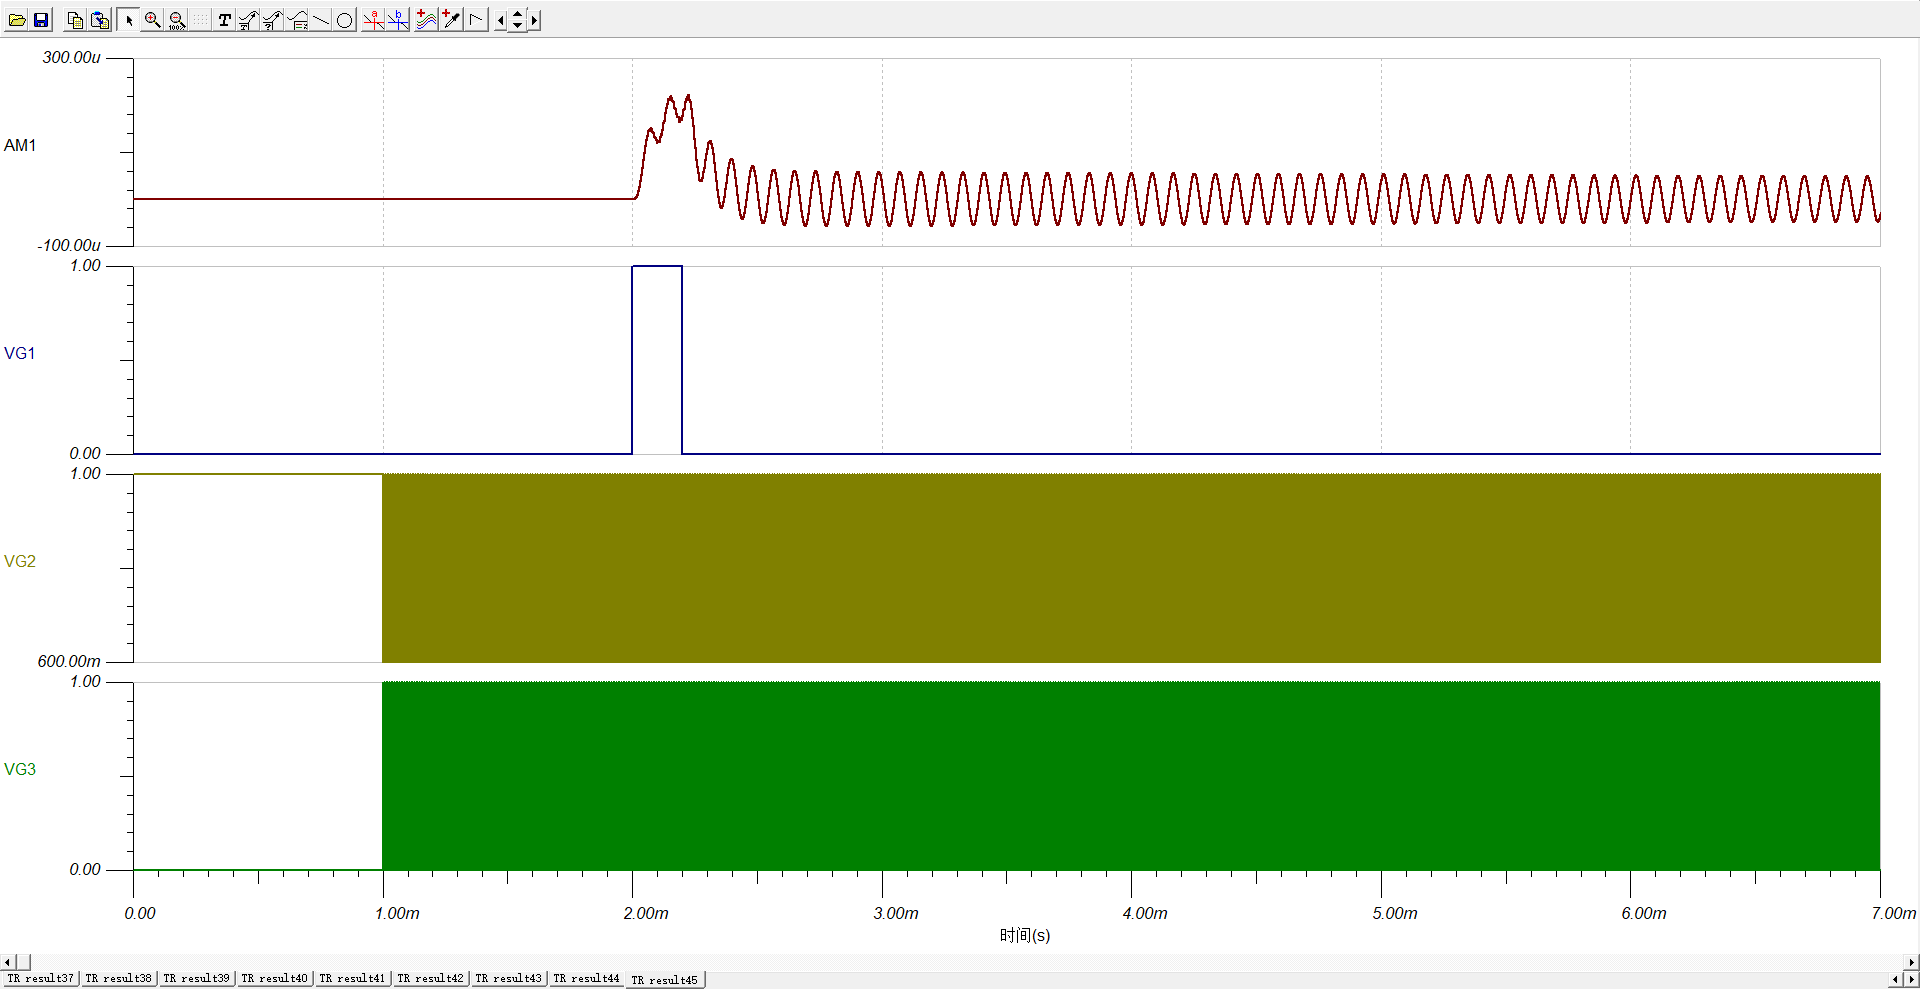 T
100%
T
?
a
b
300.00u
AM1
-100.00u
1.00
VG1
0.00
1.00
VG2
600.00m
1.00
VG3
0.00
0.00 1.00m 2.00m 3.00m 4.00m 5.00m 6.00m 7.00m
时间(s)
TR result37 TR result38 TR result39 TR result40 TR result41 TR result42 TR result43 TR result44 TR result45